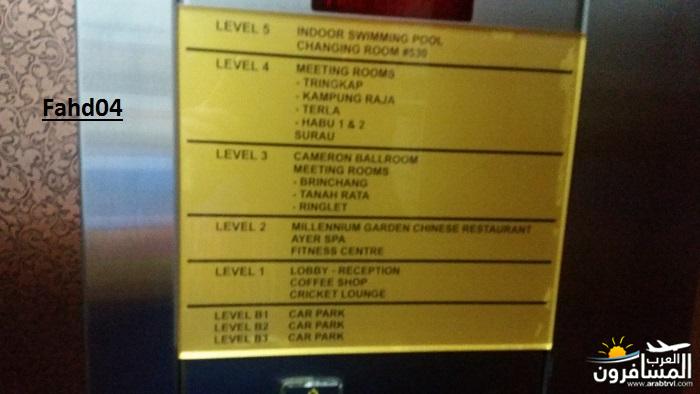 LEVEL 5 INDOOR SWIMMING POOL
CHANGING ROOM #530
LEVEL 4 MEETING ROOMS
- TRINGKAP
- KAMPUNG RAJA
- TERLA
- HABU 1 & 2
SURAU
Fahd04
LEVEL 3 CAMERON BALLROOM
MEETING ROOMS
- BRINCHANG
- TANAH RATA
- RINGLET
LEVEL 2 MILLENNIUM GARDEN CHINESE RESTAURANT
AYER SPA
FITNESS CENTRE
LEVEL 1 LOBBY - RECEPTION
COFFEE SHOP
CRICKET LOUNGE
LEVEL B1 CAR PARK
LEVEL B2 CAR PARK
LEVEL B3 CAR PARK
العرب
المسافرون
www.arabtrvl.com